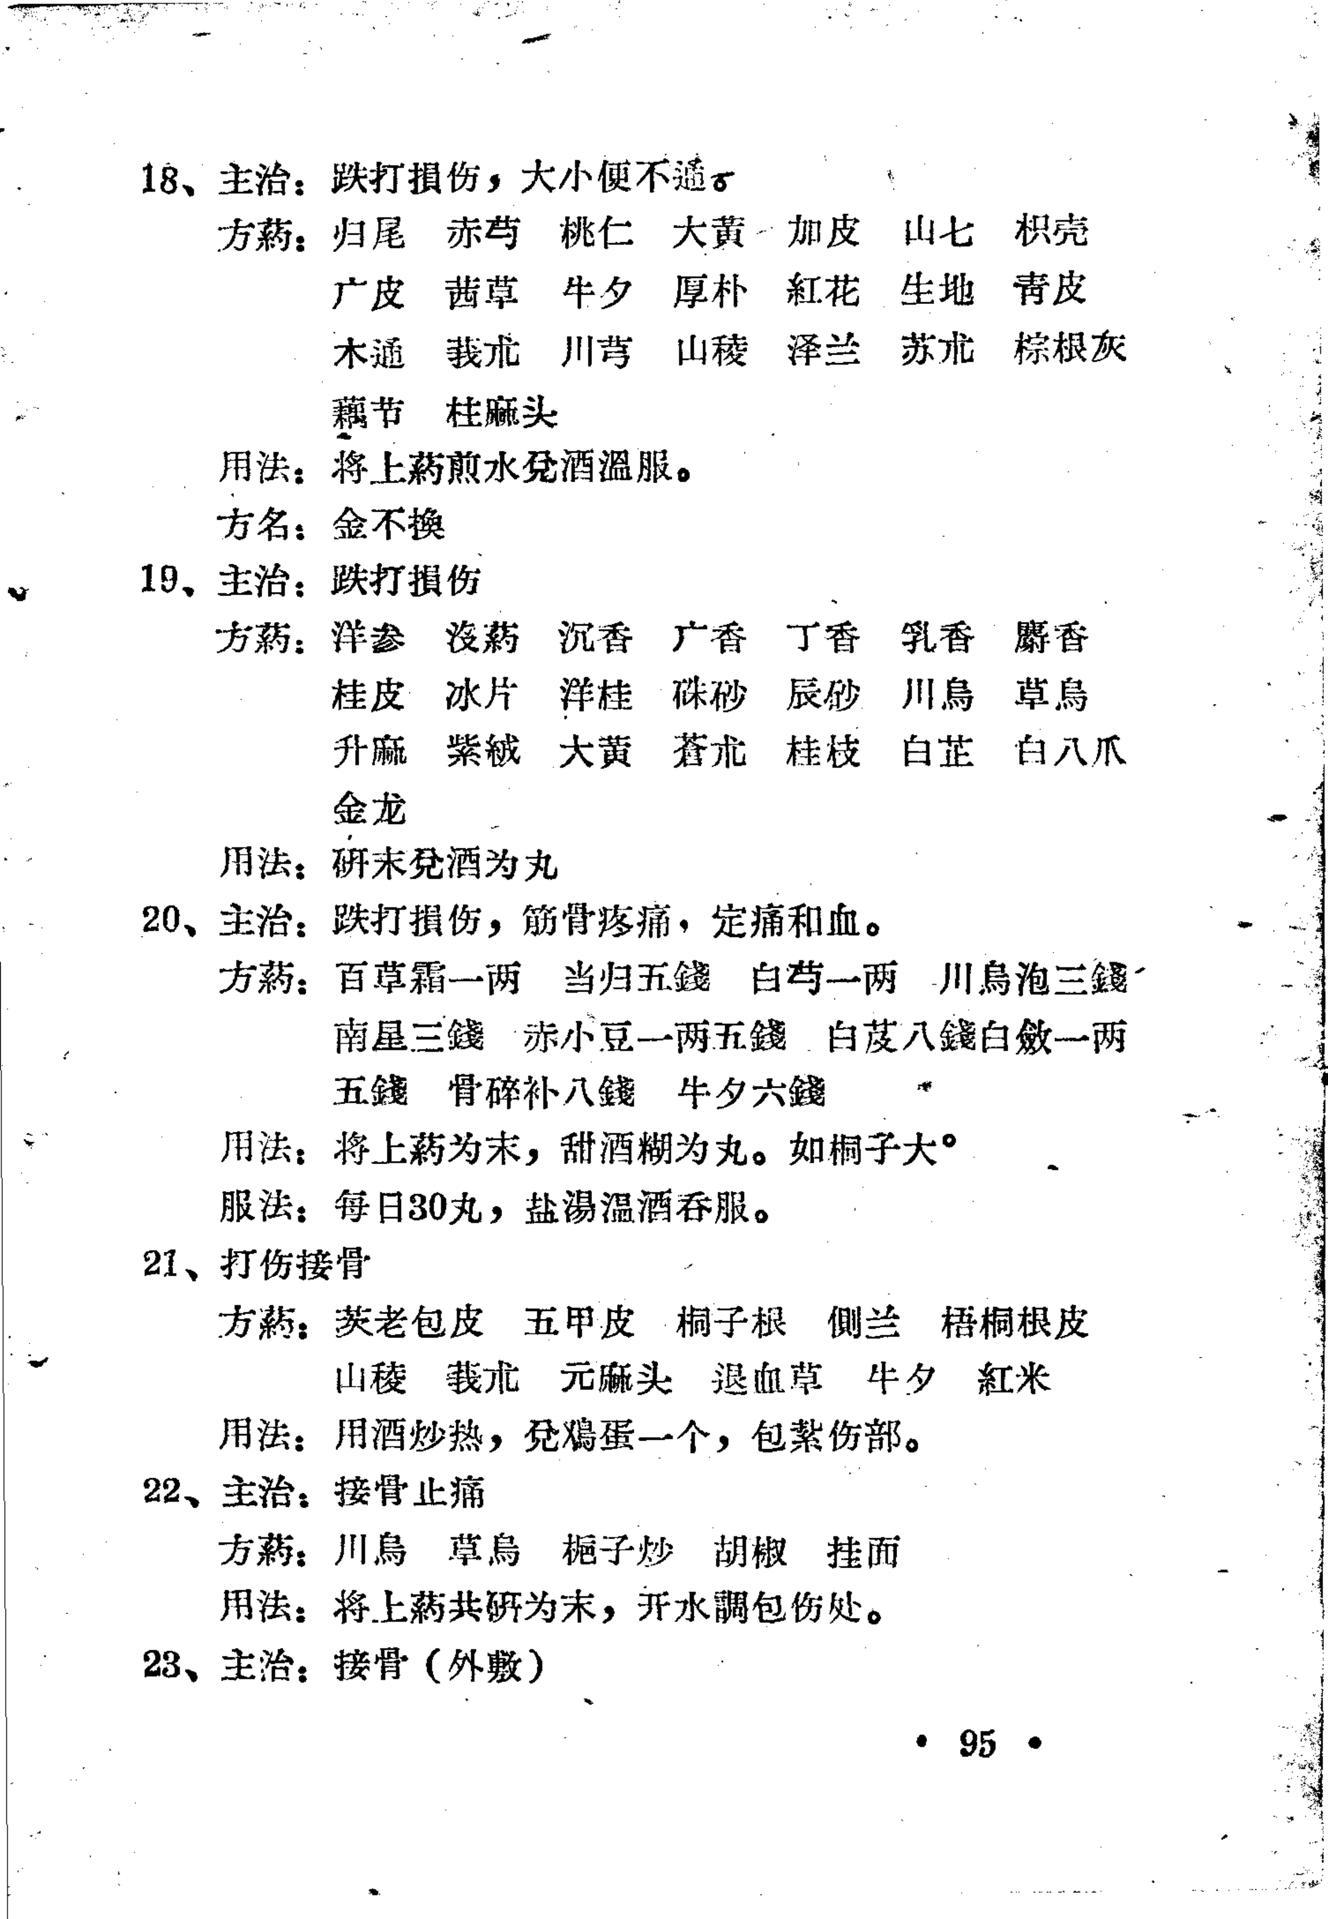 18、主治：跌打損伤，大小便不通。
方葯：归尾 赤芍 桃仁 大黄 加皮 山七 枳壳
广皮 茜草 牛夕 厚朴 紅花 生地 青皮
木通 莪朮 川芎 山稜 泽兰 苏朮 棕根灰
藕节 桂麻头
用法：将上葯煎水兌酒溫服。
方名：金不换
19、主治：跌打損伤
方葯：洋参 沒葯 沉香 广香 丁香 乳香 麝香
桂皮 冰片 洋桂 硃砂 辰砂 川烏 草烏
升麻 紫絨 大黄 蒼朮 桂枝 白芷 白八爪
金龙
用法：研末兌酒为丸
20、主治：跌打損伤，筋骨疼痛，定痛和血。
方葯：百草霜一两 当归五錢 白芍一两 川烏泡三錢
南星三錢 赤小豆一两五錢 白芨八錢白斂一两
五錢 骨碎补八錢 牛夕六錢
用法：将上葯为末，甜酒糊为丸。如桐子大。
服法：每日30丸，盐湯溫酒吞服。
21、打伤接骨
方葯：茨老包皮 五甲皮 桐子根 側兰 梧桐根皮
山稜 莪朮 元麻头 退血草 牛夕 紅米
用法：用酒炒热，兌鷄蛋一个，包紮伤部。
22、主治：接骨止痛
方葯：川烏 草烏 梔子炒 胡椒 挂面
用法：将上葯共研为末，开水調包伤处。
23、主治：接骨（外敷）
• 95 •